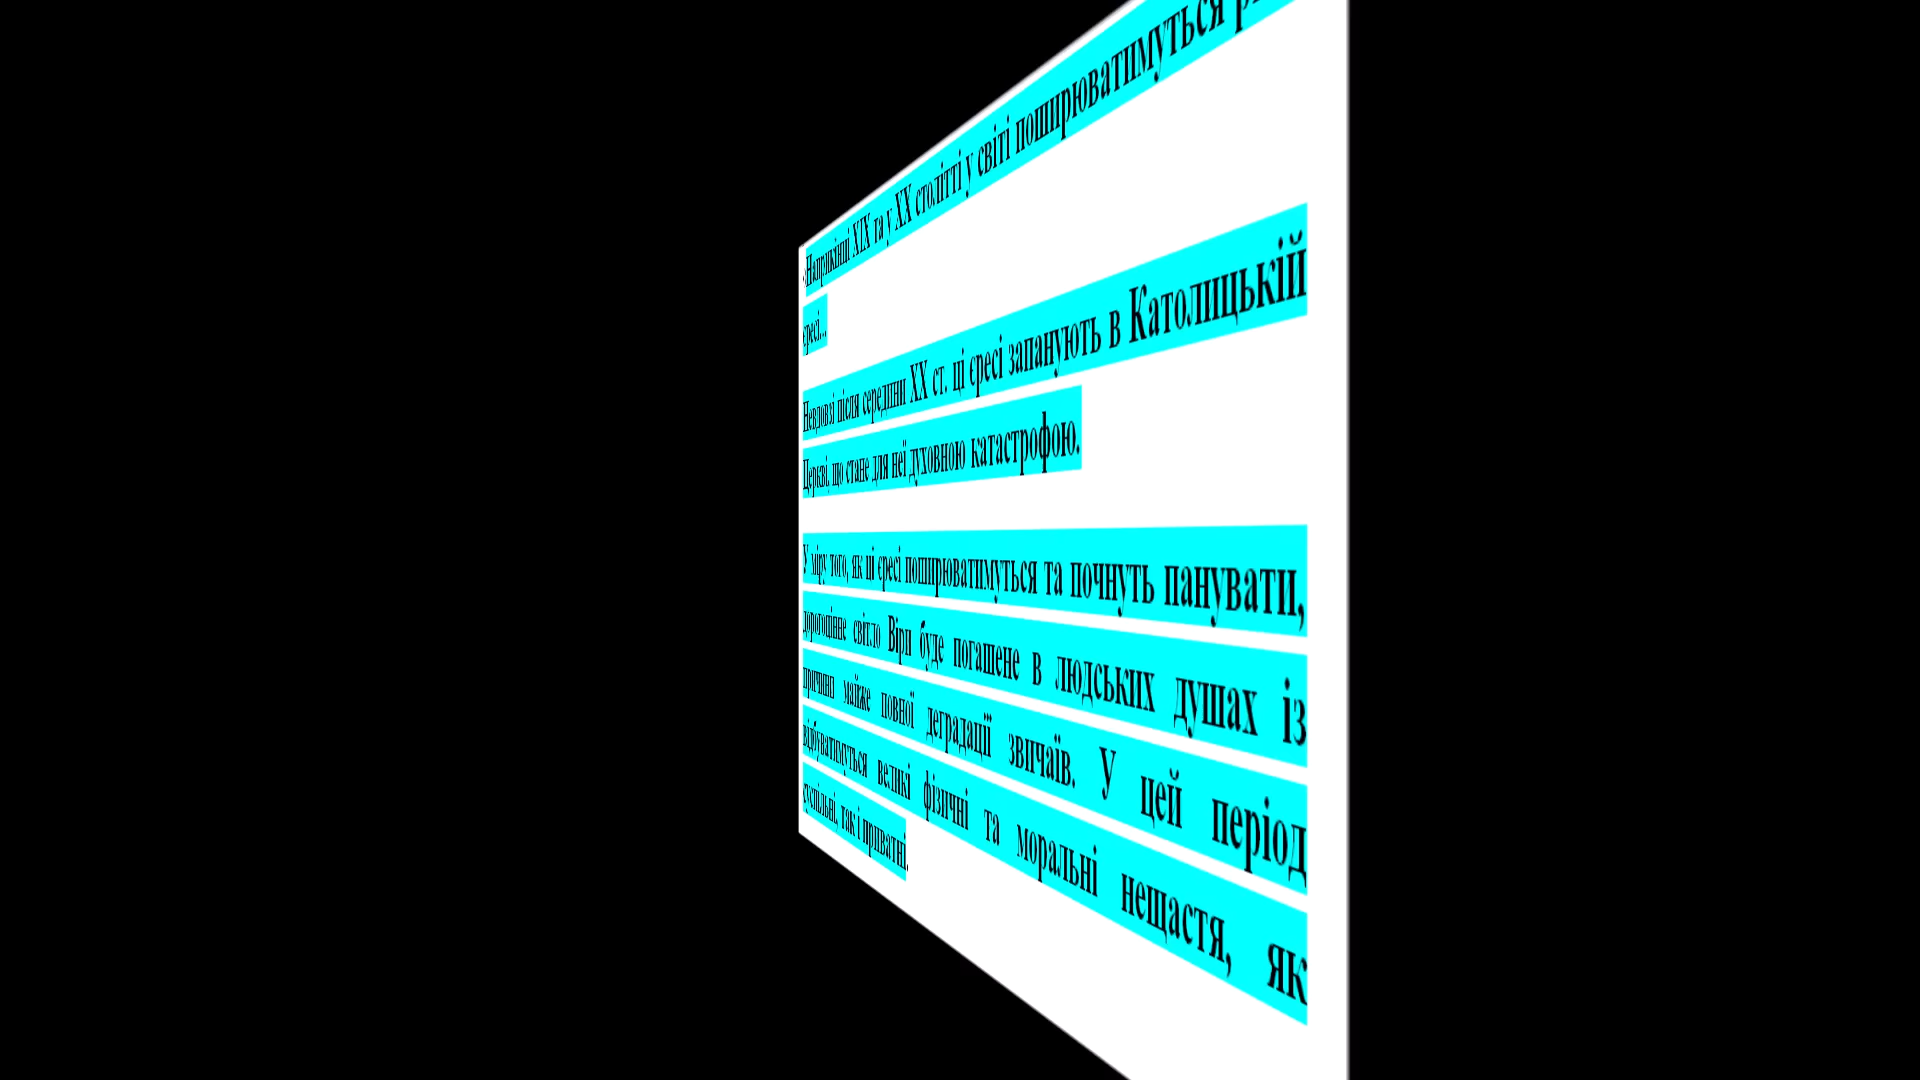 «Наприкінці XIX та у XX столітті у світі поширюватимуться
єресі...
Невдовзі після середини XX ст. ці єресі запанують в Католицькій
Церкві, що стане для неї духовною катастрофою.
У міру того, як ці єресі поширюватимуться та почнуть панувати,
дорогоцінне світло Віри буде погашене в людських душах із
причини майже повної деградації звичаїв. У цей період
відбуватимуться великі фізичні та моральні нещастя, як
суспільні, так і приватні.